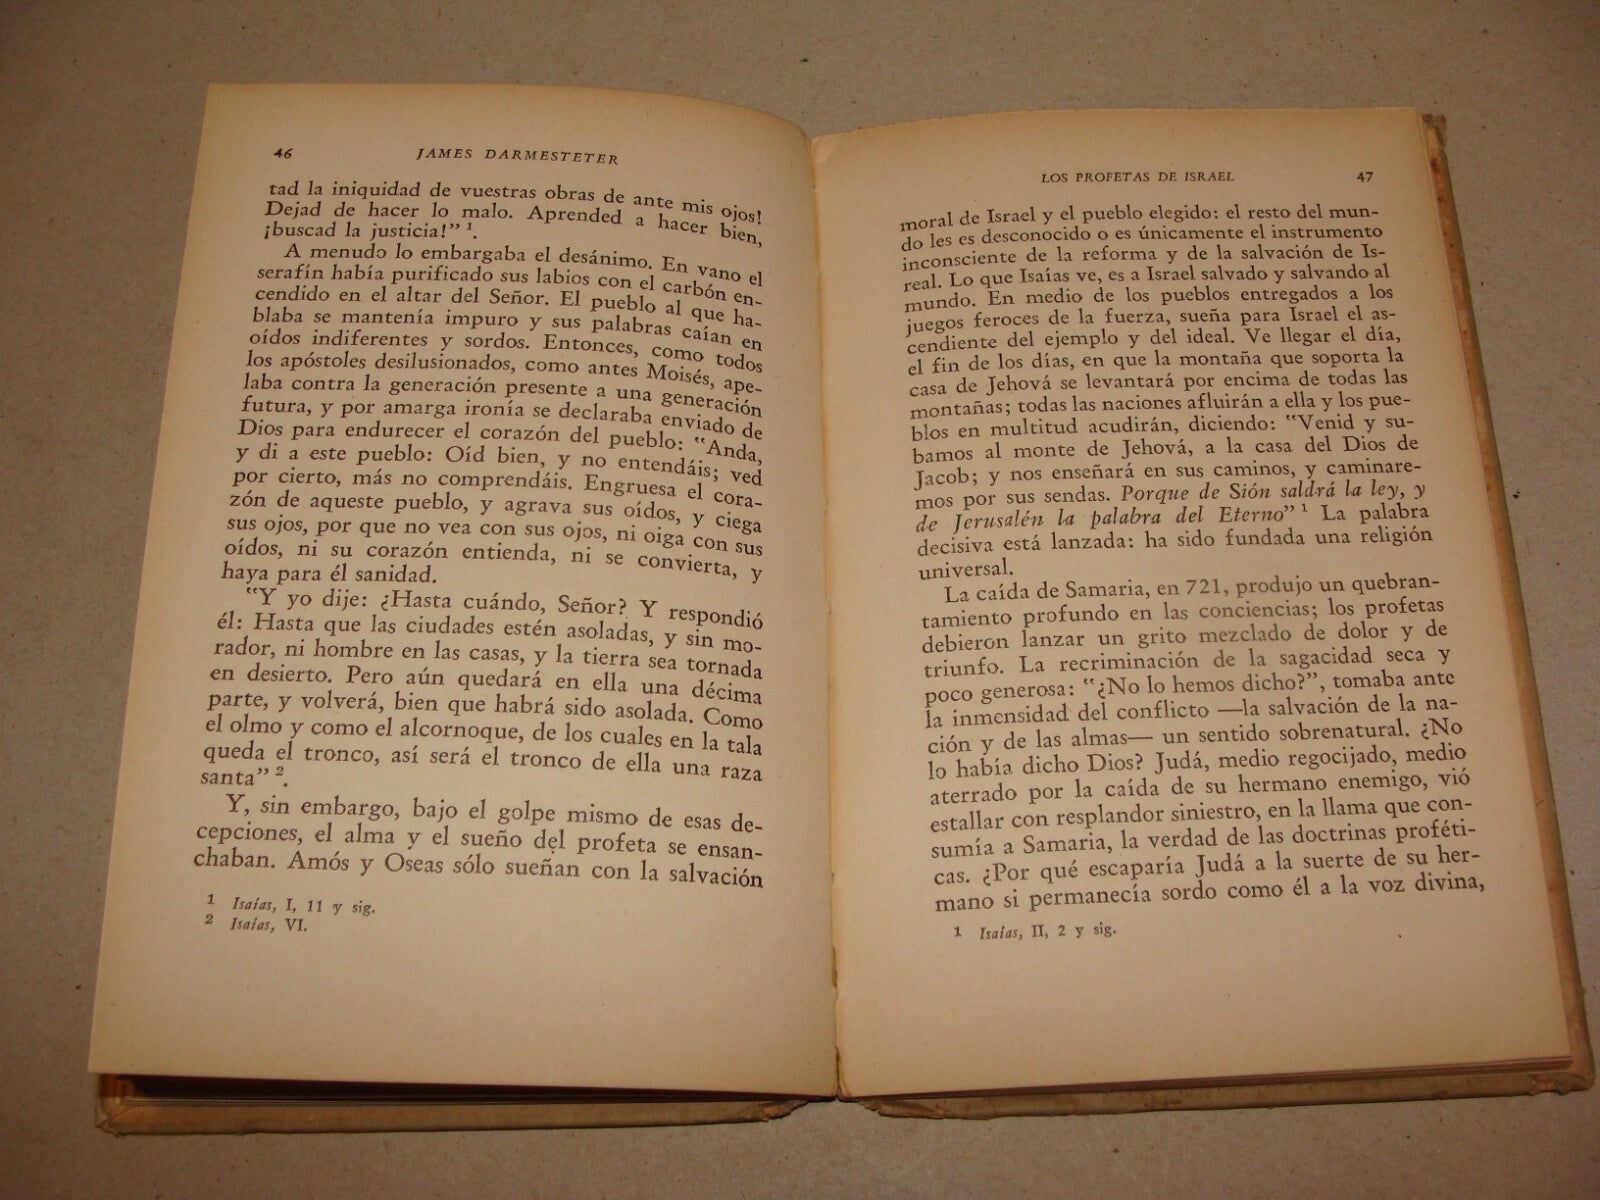 46
JAMES DARMESTETER
tad la iniquidad de vuestras obras de ante mis ojos!
Dejad de hacer lo malo. Aprended a hacer bien,
¡buscad la justicia!" 1.
A menudo lo embargaba el desánimo. En vano el
serafín había purificado sus labios con el carbón en-
cendido en el altar del Señor. El pueblo al que ha-
blaba se mantenía impuro y sus palabras caían en
oídos indiferentes y sordos. Entonces, como todos
los apóstoles desilusionados, como antes Moisés, ape-
laba contra la generación presente a una generación
futura, y por amarga ironía se declaraba enviado de
Dios para endurecer el corazón del pueblo: "Anda,
y di a este pueblo: Oíd bien, y no entendáis; ved
por cierto, más no comprendáis. Engruesa el cora-
zón de aqueste pueblo, y agrava sus oídos, y ciega
sus ojos, por que no vea con sus ojos, ni oiga con sus
oídos, ni su corazón entienda, ni se convierta, y
haya para él sanidad.
"Y yo dije: ¿Hasta cuándo, Señor? Y respondió
él: Hasta que las ciudades estén asoladas, y sin mo-
rador, ni hombre en las casas, y la tierra sea tornada
en desierto. Pero aún quedará en ella una décima
parte, y volverá, bien que habrá sido asolada. Como
el olmo y como el alcornoque, de los cuales en la tala
queda el tronco, así será el tronco de ella una raza
santa" 2.
Y, sin embargo, bajo el golpe mismo de esas de-
cepciones, el alma y el sueño del profeta se ensan-
chaban. Amós y Oseas sólo sueñan con la salvación
1 Isaías, I, 11 y sig.
2 Isaías, VI.
LOS PROFETAS DE ISRAEL
47
moral de Israel y el pueblo elegido: el resto del mun-
do les es desconocido o es únicamente el instrumento
inconsciente de la reforma y de la salvación de Is-
real. Lo que Isaías ve, es a Israel salvado y salvando al
mundo. En medio de los pueblos entregados a los
juegos feroces de la fuerza, sueña para Israel el as-
cendiente del ejemplo y del ideal. Ve llegar el día,
el fin de los días, en que la montaña que soporta la
casa de Jehová se levantará por encima de todas las
montañas; todas las naciones afluirán a ella y los pue-
blos en multitud acudirán, diciendo: "Venid y su-
bamos al monte de Jehová, a la casa del Dios de
Jacob; y nos enseñará en sus caminos, y caminare-
mos por sus sendas. Porque de Sión saldrá la ley, y
de Jerusalén la palabra del Eterno" 1 La palabra
decisiva está lanzada: ha sido fundada una religión
universal.
La caída de Samaria, en 721, produjo un quebran-
tamiento profundo en las conciencias; los profetas
debieron lanzar un grito mezclado de dolor y de
triunfo. La recriminación de la sagacidad seca y
poco generosa: "¿No lo hemos dicho?", tomaba ante
la inmensidad del conflicto —la salvación de la na-
ción y de las almas— un sentido sobrenatural. ¿No
lo había dicho Dios? Judá, medio regocijado, medio
aterrado por la caída de su hermano enemigo, vió
estallar con resplandor siniestro, en la llama que con-
sumía a Samaria, la verdad de las doctrinas proféti-
cas. ¿Por qué escaparía Judá a la suerte de su her-
mano si permanecía sordo como él a la voz divina,
1 Isaías, II, 2 y sig.